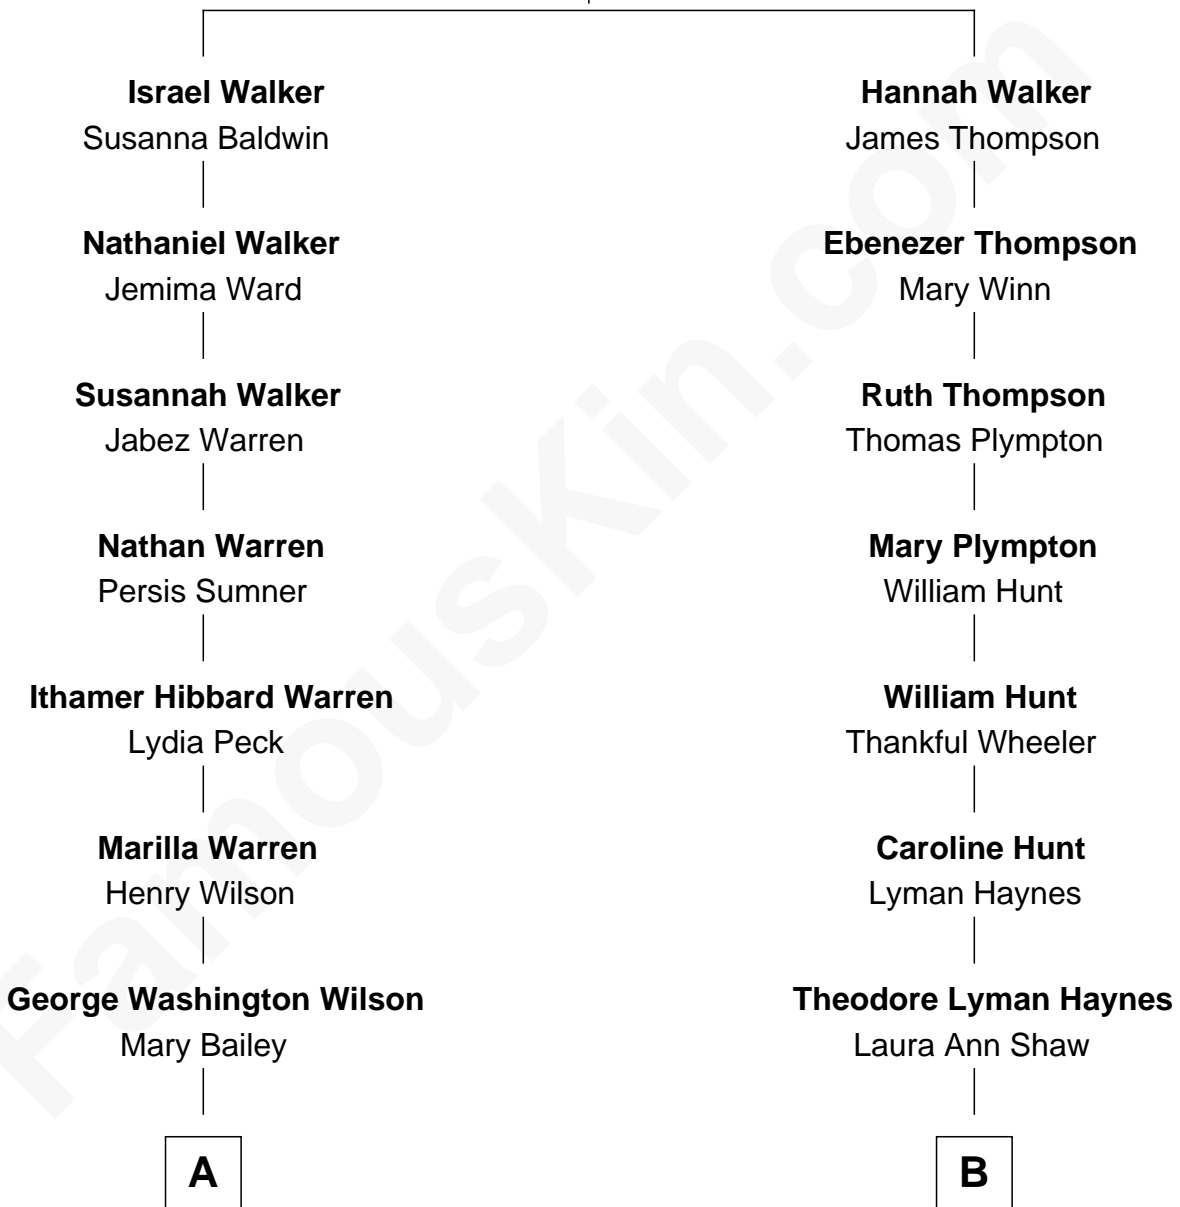 Israel Walker
Susanna Baldwin
Hannah Walker
James Thompson
Nathaniel Walker
Jemima Ward
Ebenezer Thompson
Mary Winn
Susannah Walker
Jabez Warren
Ruth Thompson
Thomas Plympton
Nathan Warren
Persis Sumner
Mary Plympton
William Hunt
Ithamer Hibbard Warren
Lydia Peck
William Hunt
Thankful Wheeler
Marilla Warren
Henry Wilson
Caroline Hunt
Lyman Haynes
George Washington Wilson
Mary Bailey
Theodore Lyman Haynes
Laura Ann Shaw
A
B
FamousKin.com